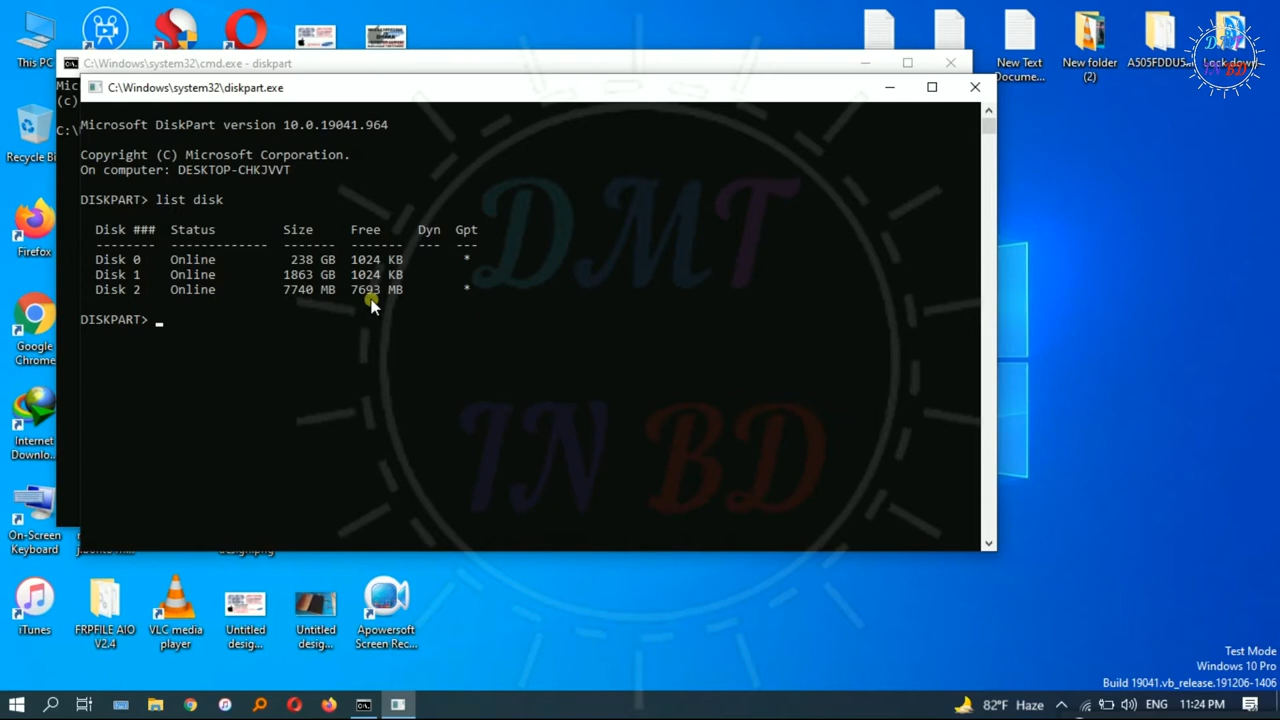 This PC
C:\Windows\system32\cmd.exe - diskpart
Mic
(c)
C:\
C:\Windows\system32\diskpart.exe
Microsoft DiskPart version 10.0.19041.964
Copyright (C) Microsoft Corporation.
On computer: DESKTOP-CHKJVVT
DISKPART> list disk
Disk ### Status Size Free Dyn Gpt
-------- ------------- ------- ------- --- ---
Disk 0 Online 238 GB 1024 KB *
Disk 1 Online 1863 GB 1024 KB
Disk 2 Online 7740 MB 7693 MB *
DISKPART>
DMT
IN BD
New Text
Docume...
New folder
(2)
A505FDDU5...
Lock down
DMT
IN BD
Recycle Bi
Firefox
Google
Chrome
Internet
Downlo...
On-Screen
Keyboard
iTunes
FRPFILE AIO
V2.4
VLC media
player
Untitled
desig...
Untitled
desig...
Apowersoft
Screen Rec...
Test Mode
Windows 10 Pro
Build 19041.vb_release.191206-1406
82°F Haze
ENG
11:24 PM